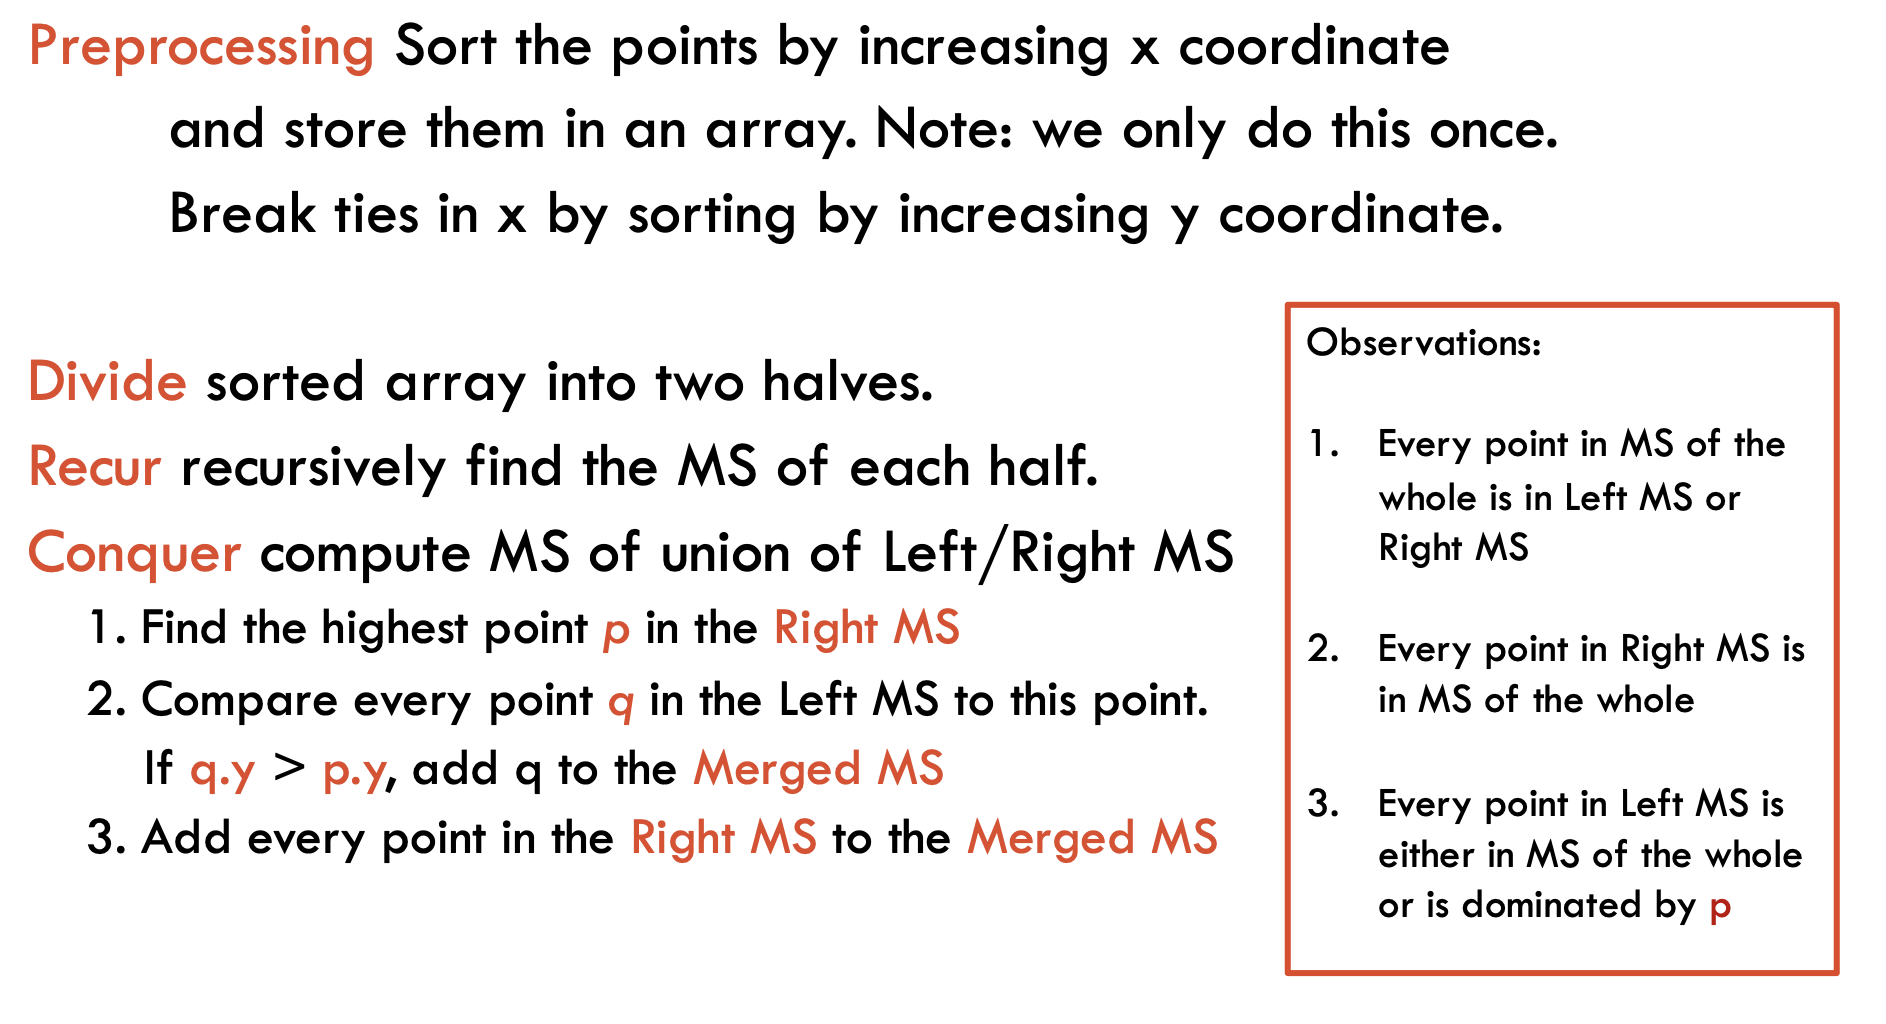 Preprocessing Sort the points by increasing x coordinate
and store them in an array. Note: we only do this once.
Break ties in x by sorting by increasing y coordinate.
Divide sorted array into two halves.
Recur recursively find the MS of each half.
Conquer compute MS of union of Left/Right MS
1. Find the highest point p in the Right MS
2. Compare every point q in the Left MS to this point.
If q.y > p.y, add q to the Merged MS
3. Add every point in the Right MS to the Merged MS
Observations:
1. Every point in MS of the
whole is in Left MS or
Right MS
2. Every point in Right MS is
in MS of the whole
3. Every point in Left MS is
either in MS of the whole
or is dominated by p